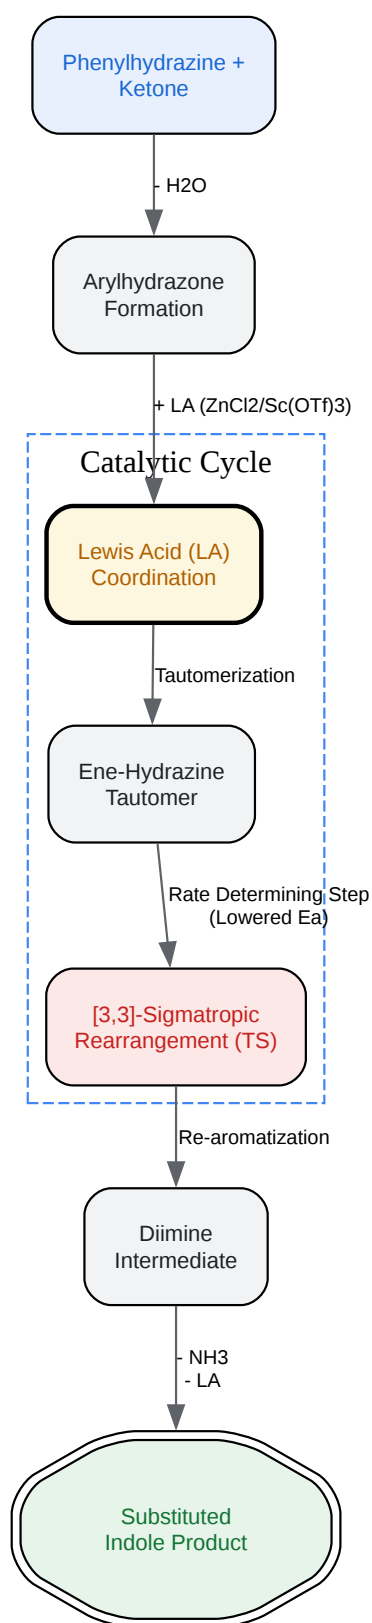 Phenylhydrazine +
Ketone
- H2O
Arylhydrazone
Formation
+ LA (ZnCl2/Sc(OTf)3)
Catalytic Cycle
Lewis Acid (LA)
Coordination
Tautomerization
Ene-Hydrazine
Tautomer
Rate Determining Step
(Lowered Ea)
[3,3]-Sigmatropic
Rearrangement (TS)
Re-aromatization
Diimine
Intermediate
- NH3
- LA
Substituted
Indole Product